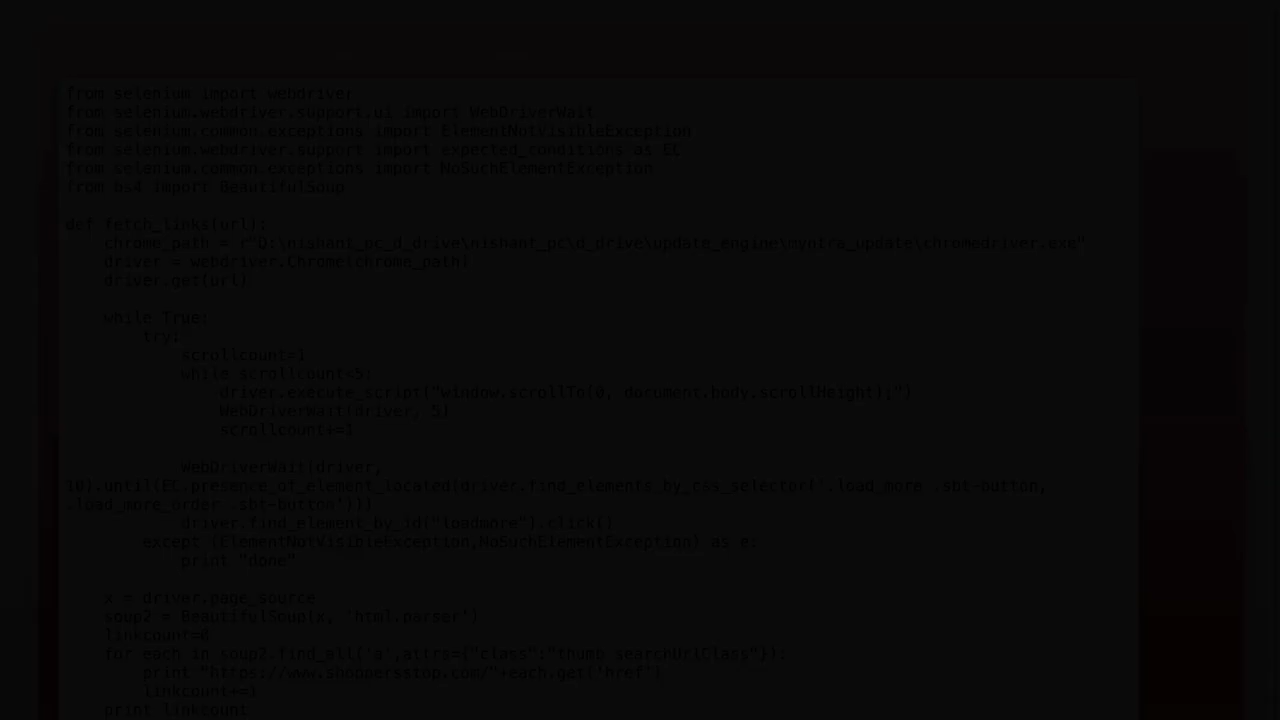 from selenium import webdriver
from selenium.webdriver.support.ui import WebDriverWait
from selenium.common.exceptions import ElementNotVisibleException
from selenium.webdriver.support import expected_conditions as EC
from selenium.common.exceptions import NoSuchElementException
from bs4 import BeautifulSoup
def fetch_links(url):
chrome_path = r"D:\nishant_pc_d_drive\nishant_pc\d_drive\update_engine\myntra_update\chromedriver.exe"
driver = webdriver.Chrome(chrome_path)
driver.get(url)
while True:
try:
scrollcount=1
while scrollcount<5:
driver.execute_script("window.scrollTo(0, document.body.scrollHeight);")
WebDriverWait(driver, 5)
scrollcount+=1
WebDriverWait(driver,
10).until(EC.presence_of_element_located(driver.find_elements_by_css_selector('.load_more .sbt-button,
.load_more_order .sbt-button')))
driver.find_element_by_id("loadmore").click()
except (ElementNotVisibleException,NoSuchElementException) as e:
print "done"
x = driver.page_source
soup2 = BeautifulSoup(x, 'html.parser')
linkcount=0
for each in soup2.find_all('a',attrs={"class":"thumb searchUrlClass"}):
print "https://www.shoppersstop.com/"+each.get('href')
linkcount+=1
print linkcount